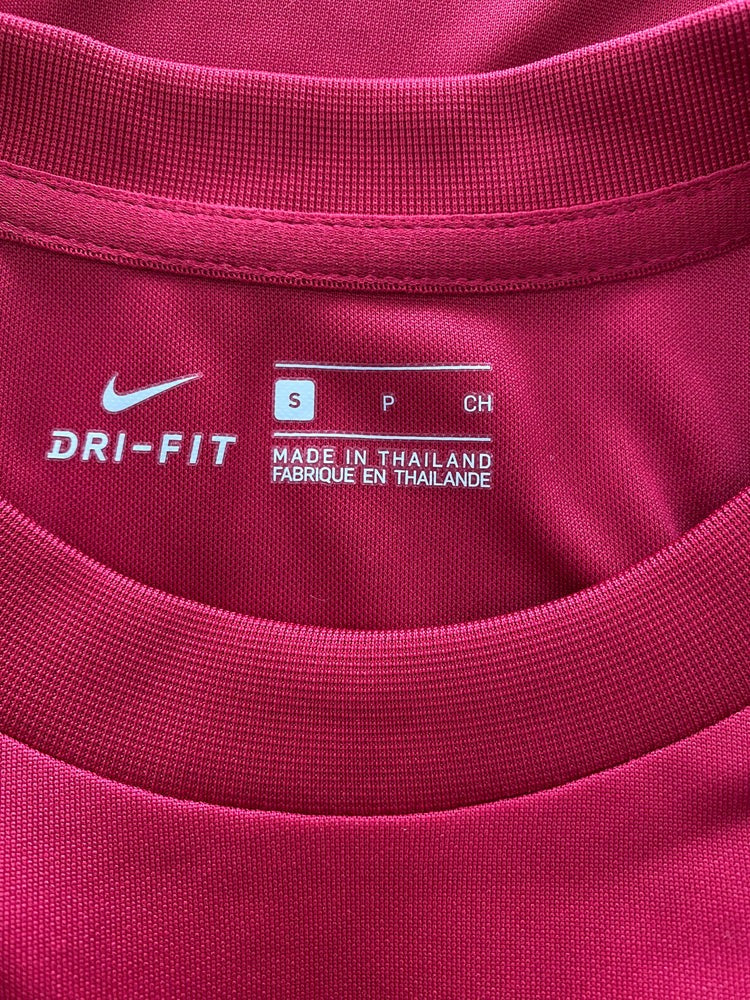 DRI-FIT
S P CH
MADE IN THAILAND
FABRIQUE EN THAILANDE